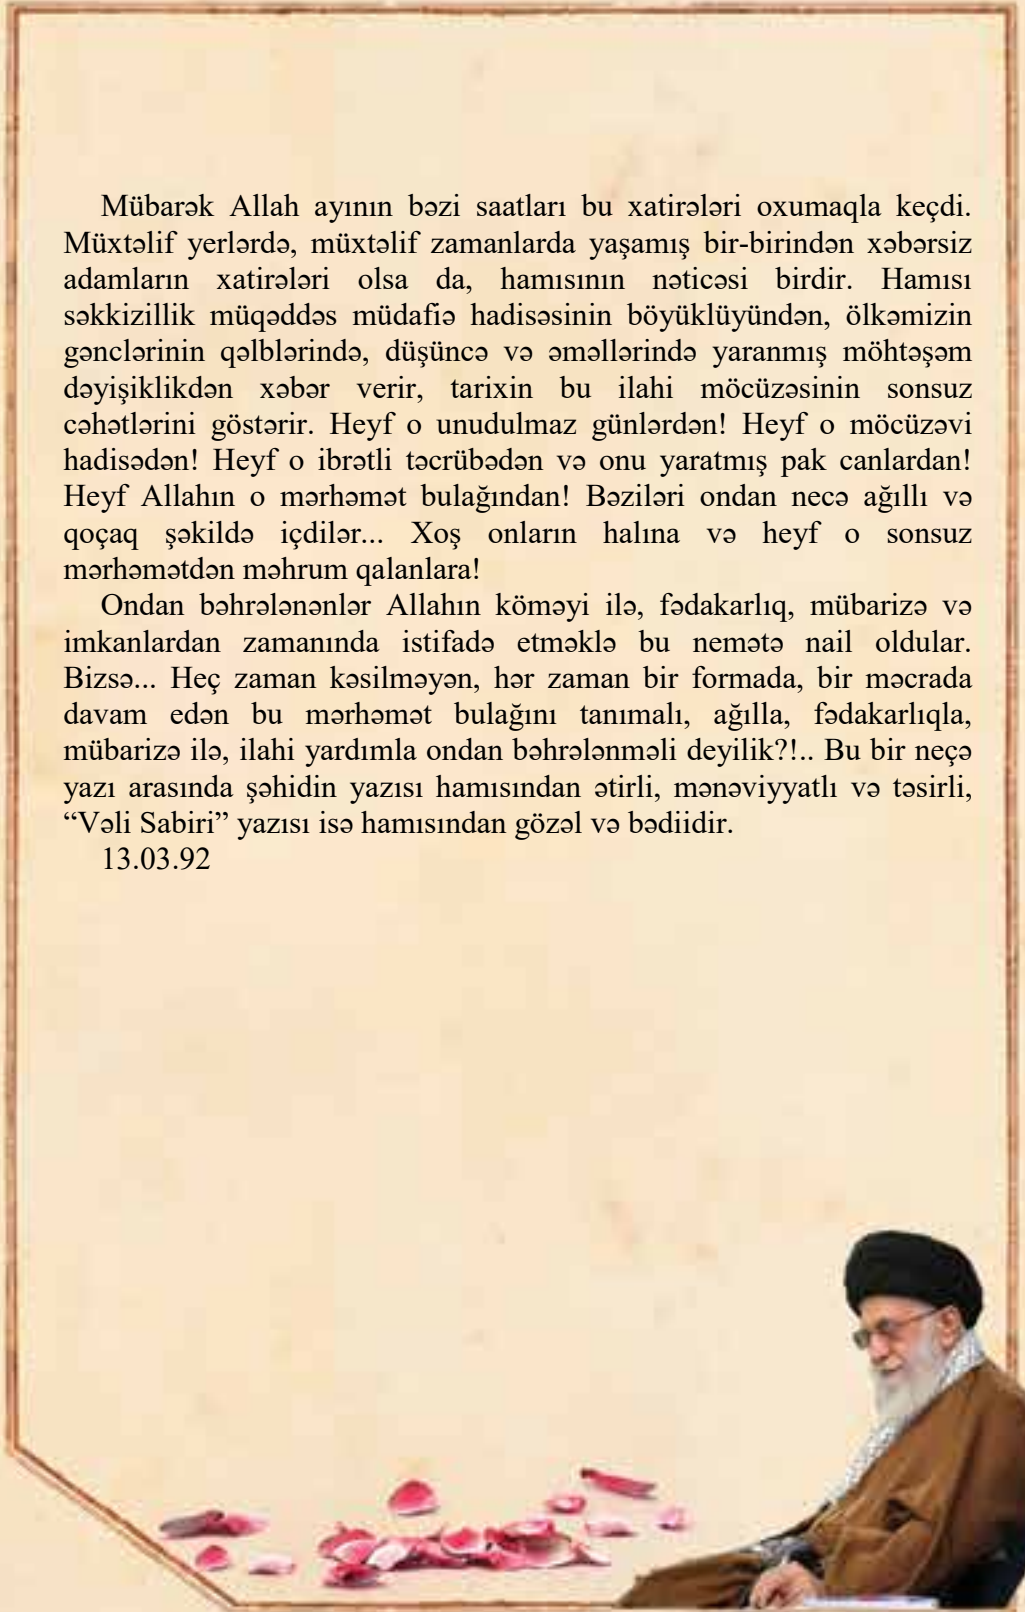 Mübarək Allah ayının bəzi saatları bu xatirələri oxumaqla keçdi.
Müxtəlif yerlərdə, müxtəlif zamanlarda yaşamış bir-birindən xəbərsiz
adamların xatirələri olsa da, hamısının nəticəsi birdir. Hamısı
səkkizillik müqəddəs müdafiə hadisəsinin böyüklüyündən, ölkəmizin
gənclərinin qəlblərində, düşüncə və əməllərində yaranmış möhtəşəm
dəyişiklikdən xəbər verir, tarixin bu ilahi möcüzəsinin sonsuz
cəhətlərini göstərir. Heyf o unudulmaz günlərdən! Heyf o möcüzəvi
hadisədən! Heyf o ibrətli təcrübədən və onu yaratmış pak canlardan!
Heyf Allahın o mərhəmət bulağından! Bəziləri ondan necə ağıllı və
qoçaq şəkildə içdilər... Xoş onların halına və heyf o sonsuz
mərhəmətdən məhrum qalanlara!
Ondan bəhrələnənlər Allahın köməyi ilə, fədakarlıq, mübarizə və
imkanlardan zamanında istifadə etməklə bu nemətə nail oldular.
Bizsə... Heç zaman kəsilməyən, hər zaman bir formada, bir məcrada
davam edən bu mərhəmət bulağını tanımalı, ağılla, fədakarlıqla,
mübarizə ilə, ilahi yardımla ondan bəhrələnməli deyilik?!.. Bu bir neçə
yazı arasında şəhidin yazısı hamısından ətirli, mənəviyyatlı və təsirli,
“Vəli Sabiri” yazısı isə hamısından gözəl və bədiidir.
13.03.92